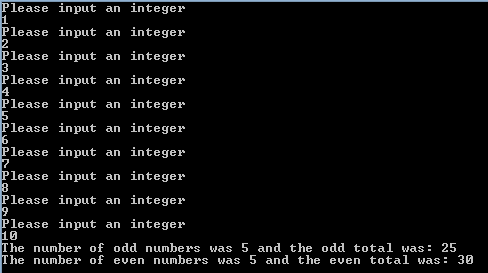 Please input an integer
1
Please input an integer
2
Please input an integer
3
Please input an integer
4
Please input an integer
5
Please input an integer
6
Please input an integer
7
Please input an integer
8
Please input an integer
9
Please input an integer
10
The number of odd numbers was 5 and the odd total was: 25
The number of even numbers was 5 and the even total was: 30